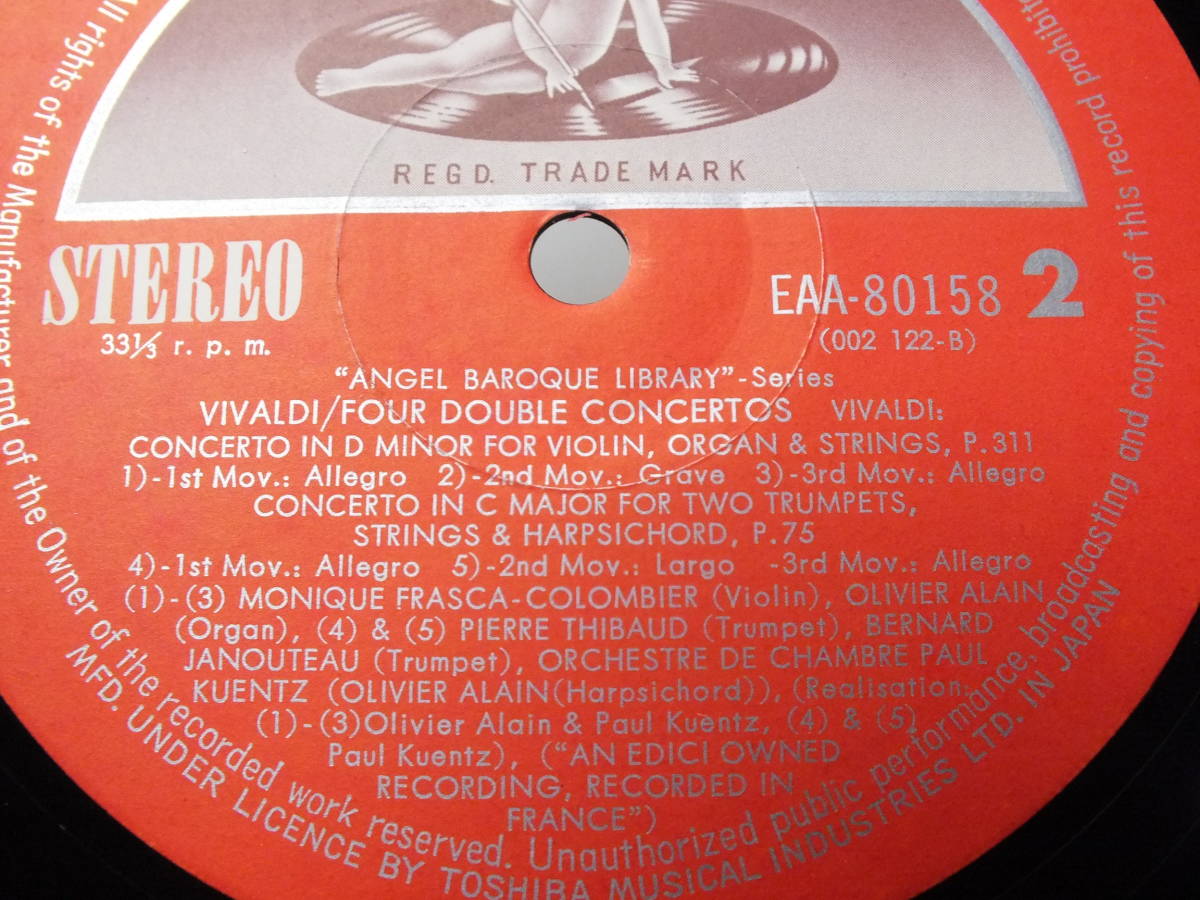 REGD. TRADE MARK
STEREO
33⅓ r. p. m.
EAA-80158 2
(002 122-B)
"ANGEL BAROQUE LIBRARY"-Series
VIVALDI/FOUR DOUBLE CONCERTOS VIVALDI:
CONCERTO IN D MINOR FOR VIOLIN, ORGAN & STRINGS, P.311
1)-1st Mov.: Allegro 2)-2nd Mov.: Grave 3)-3rd Mov.: Allegro
CONCERTO IN C MAJOR FOR TWO TRUMPETS,
STRINGS & HARPSICHORD, P.75
4)-1st Mov.: Allegro 5)-2nd Mov.: Largo -3rd Mov.: Allegro
(1)-(3) MONIQUE FRASCA-COLOMBIER (Violin), OLIVIER ALAIN
(Organ), (4) & (5) PIERRE THIBAUD (Trumpet), BERNARD
JANOUTEAU (Trumpet), ORCHESTRE DE CHAMBRE PAUL
KUENTZ (OLIVIER ALAIN(Harpsichord)), (Realisation:
(1)-(3)Olivier Alain & Paul Kuentz, (4) & (5)
Paul Kuentz), ("AN EDICI OWNED
RECORDING, RECORDED IN
FRANCE")
All rights of the Manufacturer and of the Owner of the recorded work reserved. Unauthorized public performance, broadcasting and copying of this record prohibit
MFD. UNDER LICENCE BY TOSHIBA MUSICAL INDUSTRIES LTD. IN JAPAN